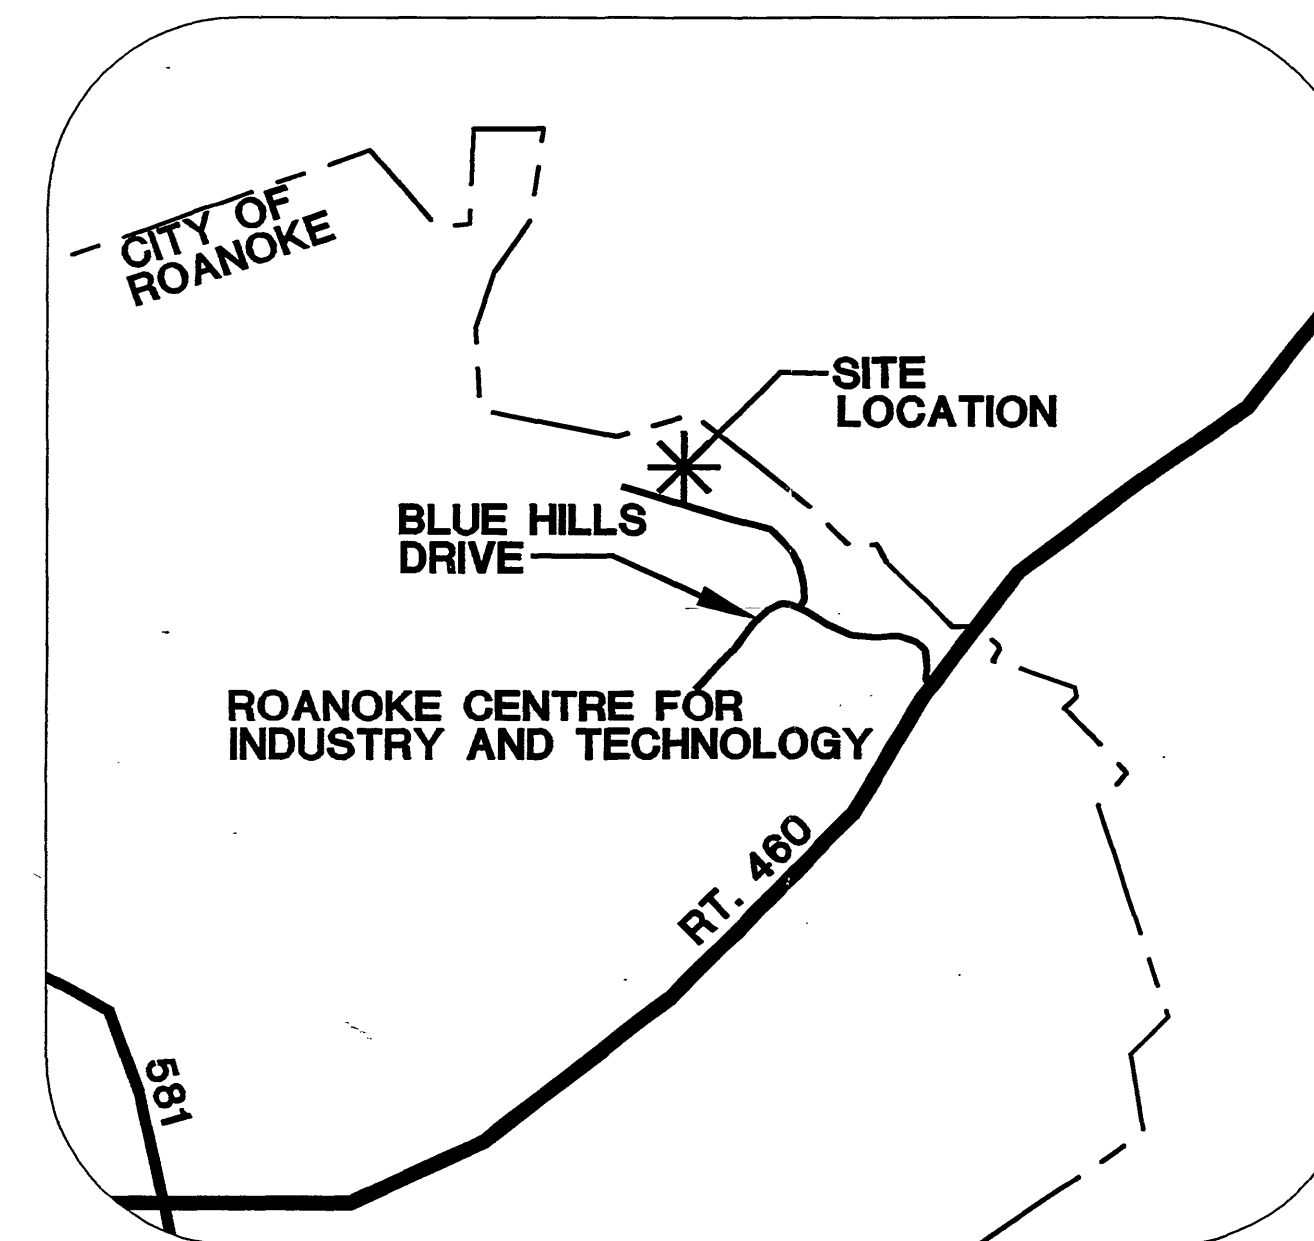 CITY OF
ROANOKE
SITE
LOCATION
BLUE HILLS
DRIVE
ROANOKE CENTRE FOR
INDUSTRY AND TECHNOLOGY
RT. 460
581